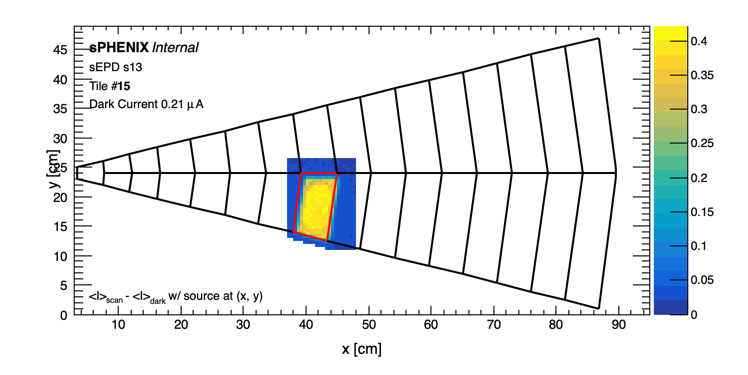 sPHENIX Internal
sEPD s13
Tile #15
Dark Current 0.21 μA
<I>scan - <I>dark w/ source at (x, y)
y [cm]
45
40
35
30
25
20
15
10
5
0
10 20 30 40 50 60 70 80 90
x [cm]
0.4
0.35
0.3
0.25
0.2
0.15
0.1
0.05
0